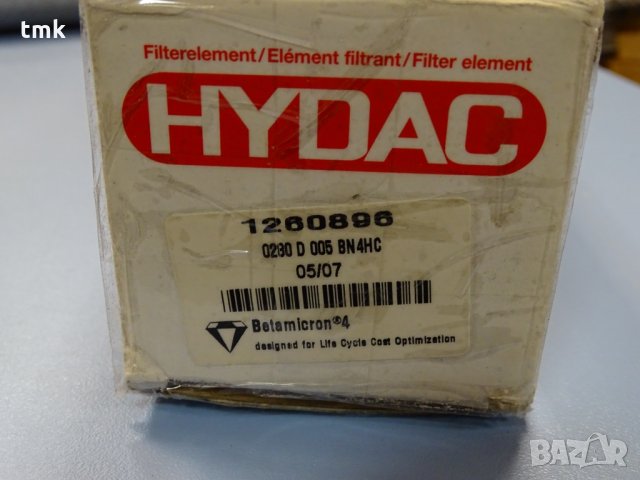 tmk
Filterelement/Elément filtrant/Filter element
HYDAC
1260896
0280 D 005 BN4HC
05/07
Betamicron®4
designed for Life Cycle Cost Optimization
BAZAR